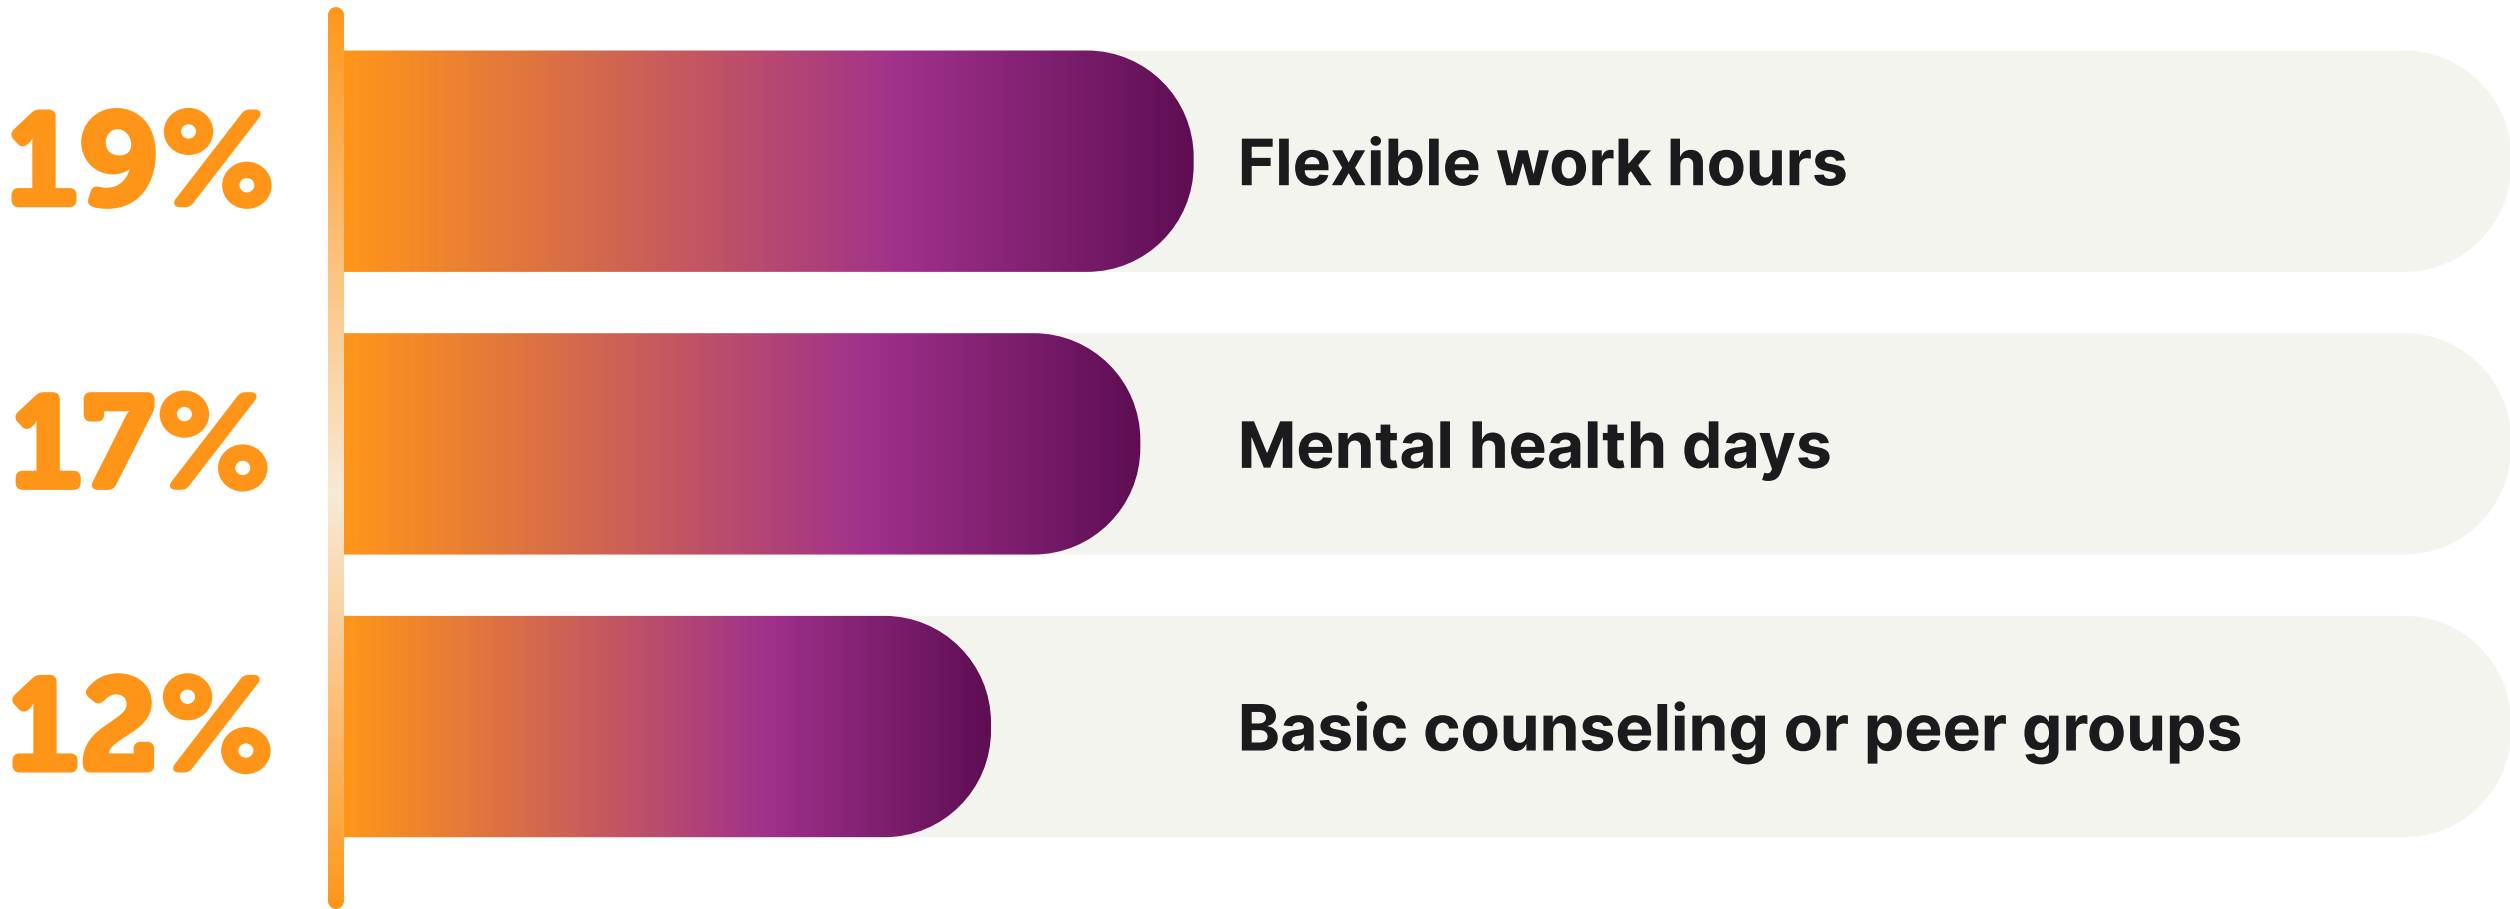 19%
Flexible work hours
17%
Mental health days
12%
Basic counseling or peer groups